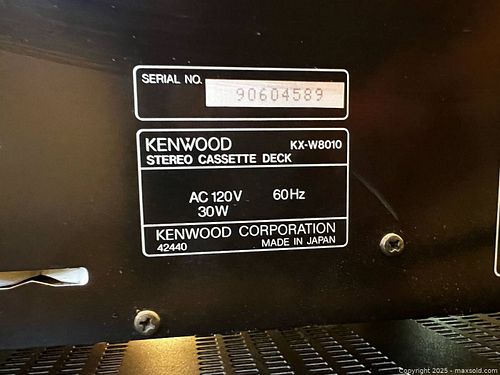 SERIAL NO. 90604589
KENWOOD KX-W8010
STEREO CASSETTE DECK
AC 120V 60Hz
30W
KENWOOD CORPORATION
42440 MADE IN JAPAN
Copyright © 2025 - maxsold.com